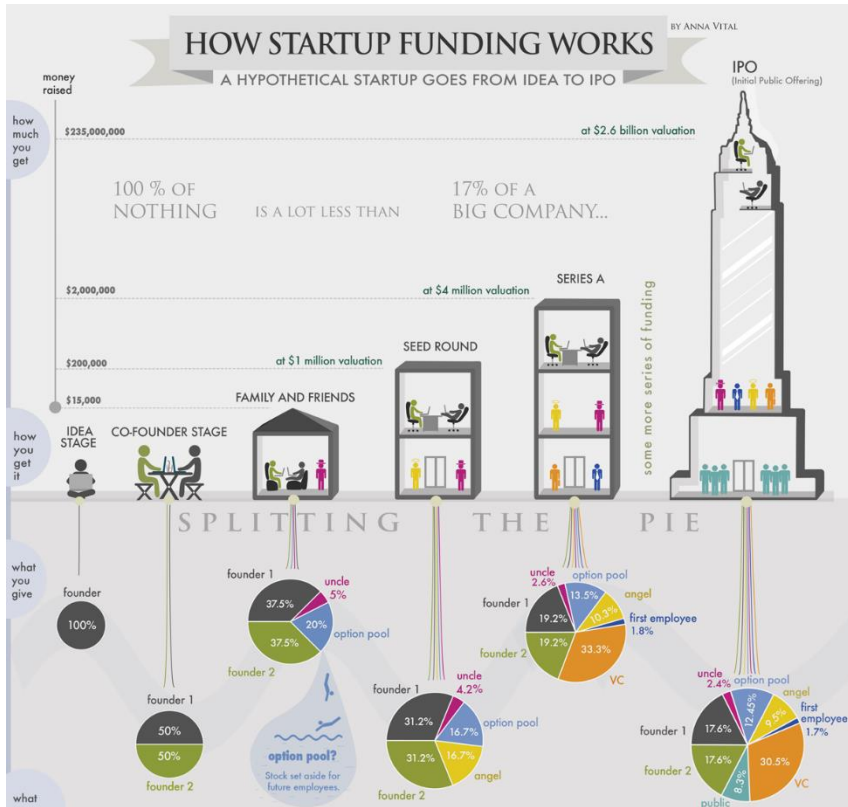 BY ANNA VITAL
HOW STARTUP FUNDING WORKS
A HYPOTHETICAL STARTUP GOES FROM IDEA TO IPO
IPO
(Initial Public Offering)
money
raised
how
much
you
get
$235,000,000
at $2.6 billion valuation
100 % OF
NOTHING
IS A LOT LESS THAN
17% OF A
BIG COMPANY...
SERIES A
$2,000,000
at $4 million valuation
some more series of funding
SEED ROUND
$200,000
at $1 million valuation
FAMILY AND FRIENDS
$15,000
how
you
get
it
IDEA
STAGE
CO-FOUNDER STAGE
SPLITTING THE PIE
what
you
give
founder
100%
founder 1
50%
50%
founder 2
founder 1
37.5%
uncle
5%
20%
option pool
37.5%
founder 2
option pool?
Stock set aside for
future employees.
founder 1
31.2%
uncle
4.2%
option
pool
16.7%
16.7%
angel
31.2%
founder 2
uncle
2.6%
option pool
13.5%
angel
10.3%
first employee
1.8%
founder 1
19.2%
founder 2
19.2%
33.3%
VC
uncle
2.4%
option pool
12.45%
angel
9.5%
first
employee
1.7%
founder 1
17.6%
founder 2
17.6%
30.5%
VC
8.3%
public
what